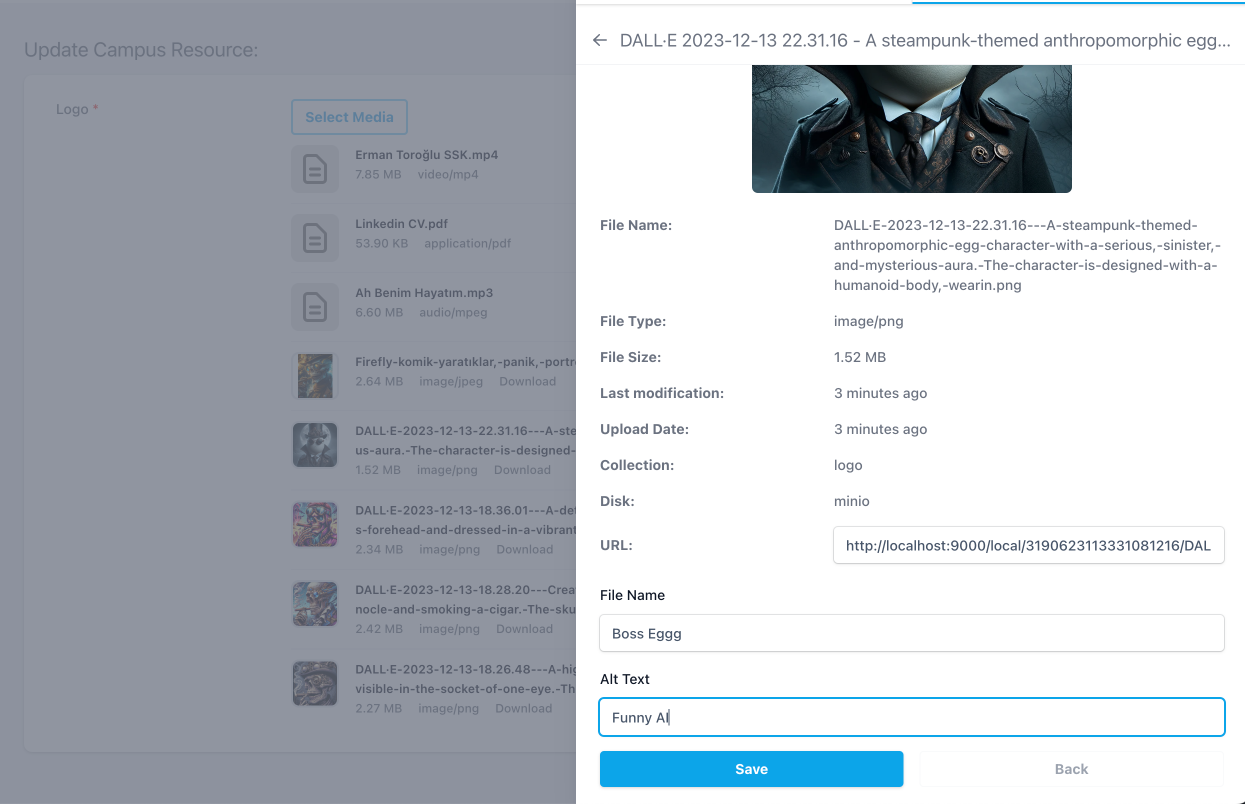 Update Campus Resource:
Logo *
Select Media
Erman Toroğlu SSK.mp4
7.85 MB video/mp4
Linkedin CV.pdf
53.90 KB application/pdf
Ah Benim Hayatım.mp3
6.60 MB audio/mpeg
Firefly-komik-yaratıklar,-panik,-portr
2.64 MB image/jpeg Download
DALL·E-2023-12-13-22.31.16---A-ste
us-aura.-The-character-is-designed-
1.52 MB image/png Download
DALL·E-2023-12-13-18.36.01---A-det
s-forehead-and-dressed-in-a-vibrant
2.34 MB image/png Download
DALL·E-2023-12-13-18.28.20---Crea
nocle-and-smoking-a-cigar.-The-sku
2.42 MB image/png Download
DALL·E-2023-12-13-18.26.48---A-hig
visible-in-the-socket-of-one-eye.-Th
2.27 MB image/png Download
← DALL·E 2023-12-13 22.31.16 - A steampunk-themed anthropomorphic egg...
File Name: DALL·E-2023-12-13-22.31.16---A-steampunk-themed-
anthropomorphic-egg-character-with-a-serious,-sinister,-
and-mysterious-aura.-The-character-is-designed-with-a-
humanoid-body,-wearin.png
File Type: image/png
File Size: 1.52 MB
Last modification: 3 minutes ago
Upload Date: 3 minutes ago
Collection: logo
Disk: minio
URL: http://localhost:9000/local/3190623113331081216/DAL
File Name
Boss Eggg
Alt Text
Funny AI
Save Back